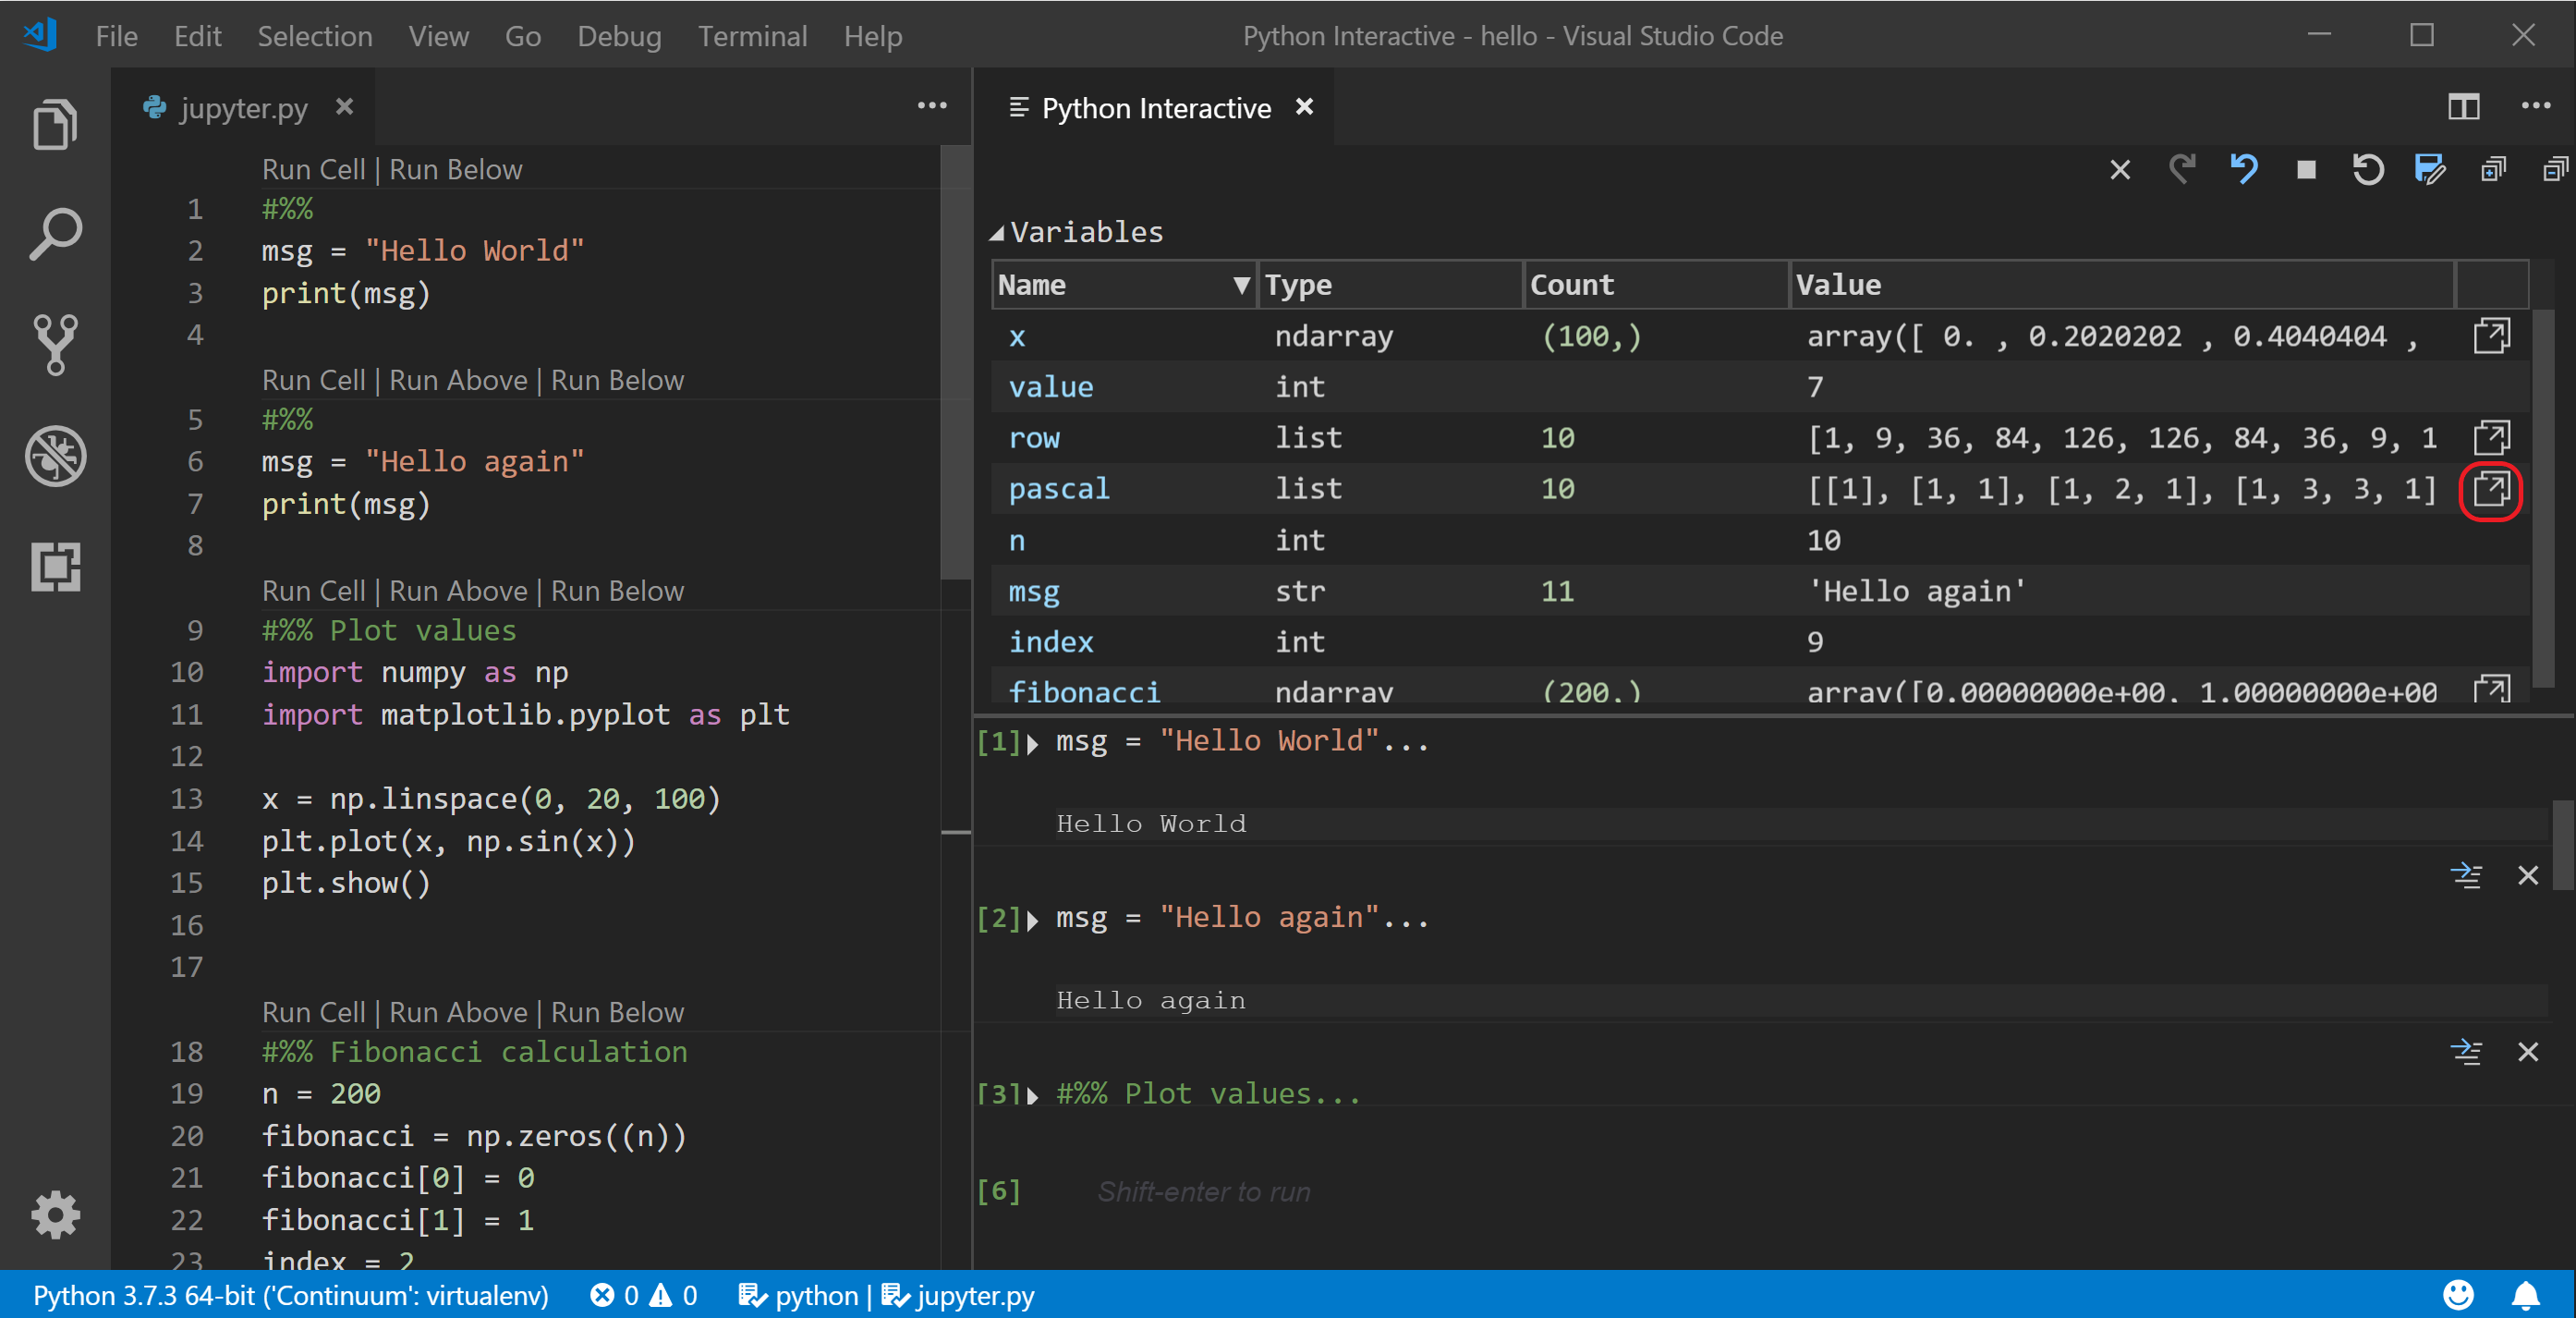 File Edit Selection View Go Debug Terminal Help Python Interactive - hello - Visual Studio Code
jupyter.py
Run Cell | Run Below
1 #%%
2 msg = "Hello World"
3 print(msg)
4
Run Cell | Run Above | Run Below
5 #%%
6 msg = "Hello again"
7 print(msg)
8
Run Cell | Run Above | Run Below
9 #%% Plot values
10 import numpy as np
11 import matplotlib.pyplot as plt
12
13 x = np.linspace(0, 20, 100)
14 plt.plot(x, np.sin(x))
15 plt.show()
16
17
Run Cell | Run Above | Run Below
18 #%% Fibonacci calculation
19 n = 200
20 fibonacci = np.zeros((n))
21 fibonacci[0] = 0
22 fibonacci[1] = 1
23 index = 2
Python Interactive
Variables
Name Type Count Value
x ndarray (100,) array([ 0. , 0.2020202 , 0.4040404 ,
value int 7
row list 10 [1, 9, 36, 84, 126, 126, 84, 36, 9, 1
pascal list 10 [[1], [1, 1], [1, 2, 1], [1, 3, 3, 1]
n int 10
msg str 11 'Hello again'
index int 9
fibonacci ndarray (200,) array([0.00000000e+00, 1.00000000e+00
[1] msg = "Hello World"...
Hello World
[2] msg = "Hello again"...
Hello again
[3] #%% Plot values...
[6] Shift-enter to run
Python 3.7.3 64-bit ('Continuum': virtualenv) 0 0 python | jupyter.py